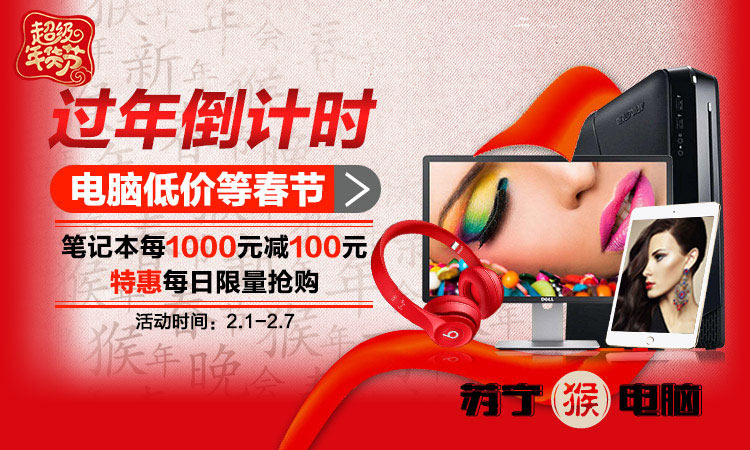 超级
年货节
过年倒计时
电脑低价等春节
笔记本每1000元减100元
特惠每日限量抢购
活动时间：2.1-2.7
DELL
苏宁 猴 电脑